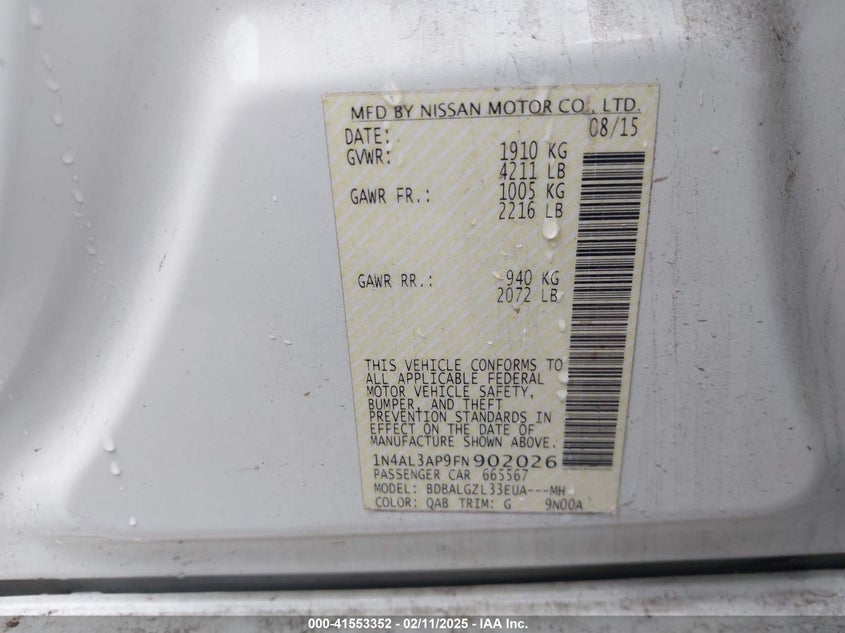 MFD BY NISSAN MOTOR CO., LTD.
DATE: 08/15
GVWR: 1910 KG
4211 LB
GAWR FR.: 1005 KG
2216 LB
GAWR RR.: 940 KG
2072 LB
THIS VEHICLE CONFORMS TO
ALL APPLICABLE FEDERAL
MOTOR VEHICLE SAFETY,
BUMPER, AND THEFT
PREVENTION STANDARDS IN
EFFECT ON THE DATE OF
MANUFACTURE SHOWN ABOVE.
1N4AL3AP9FN902026
PASSENGER CAR 665567
MODEL: BDBALGZL33EUA---MH
COLOR: QAB TRIM: G 9N00A
000-41553352 - 02/11/2025 - IAA Inc.